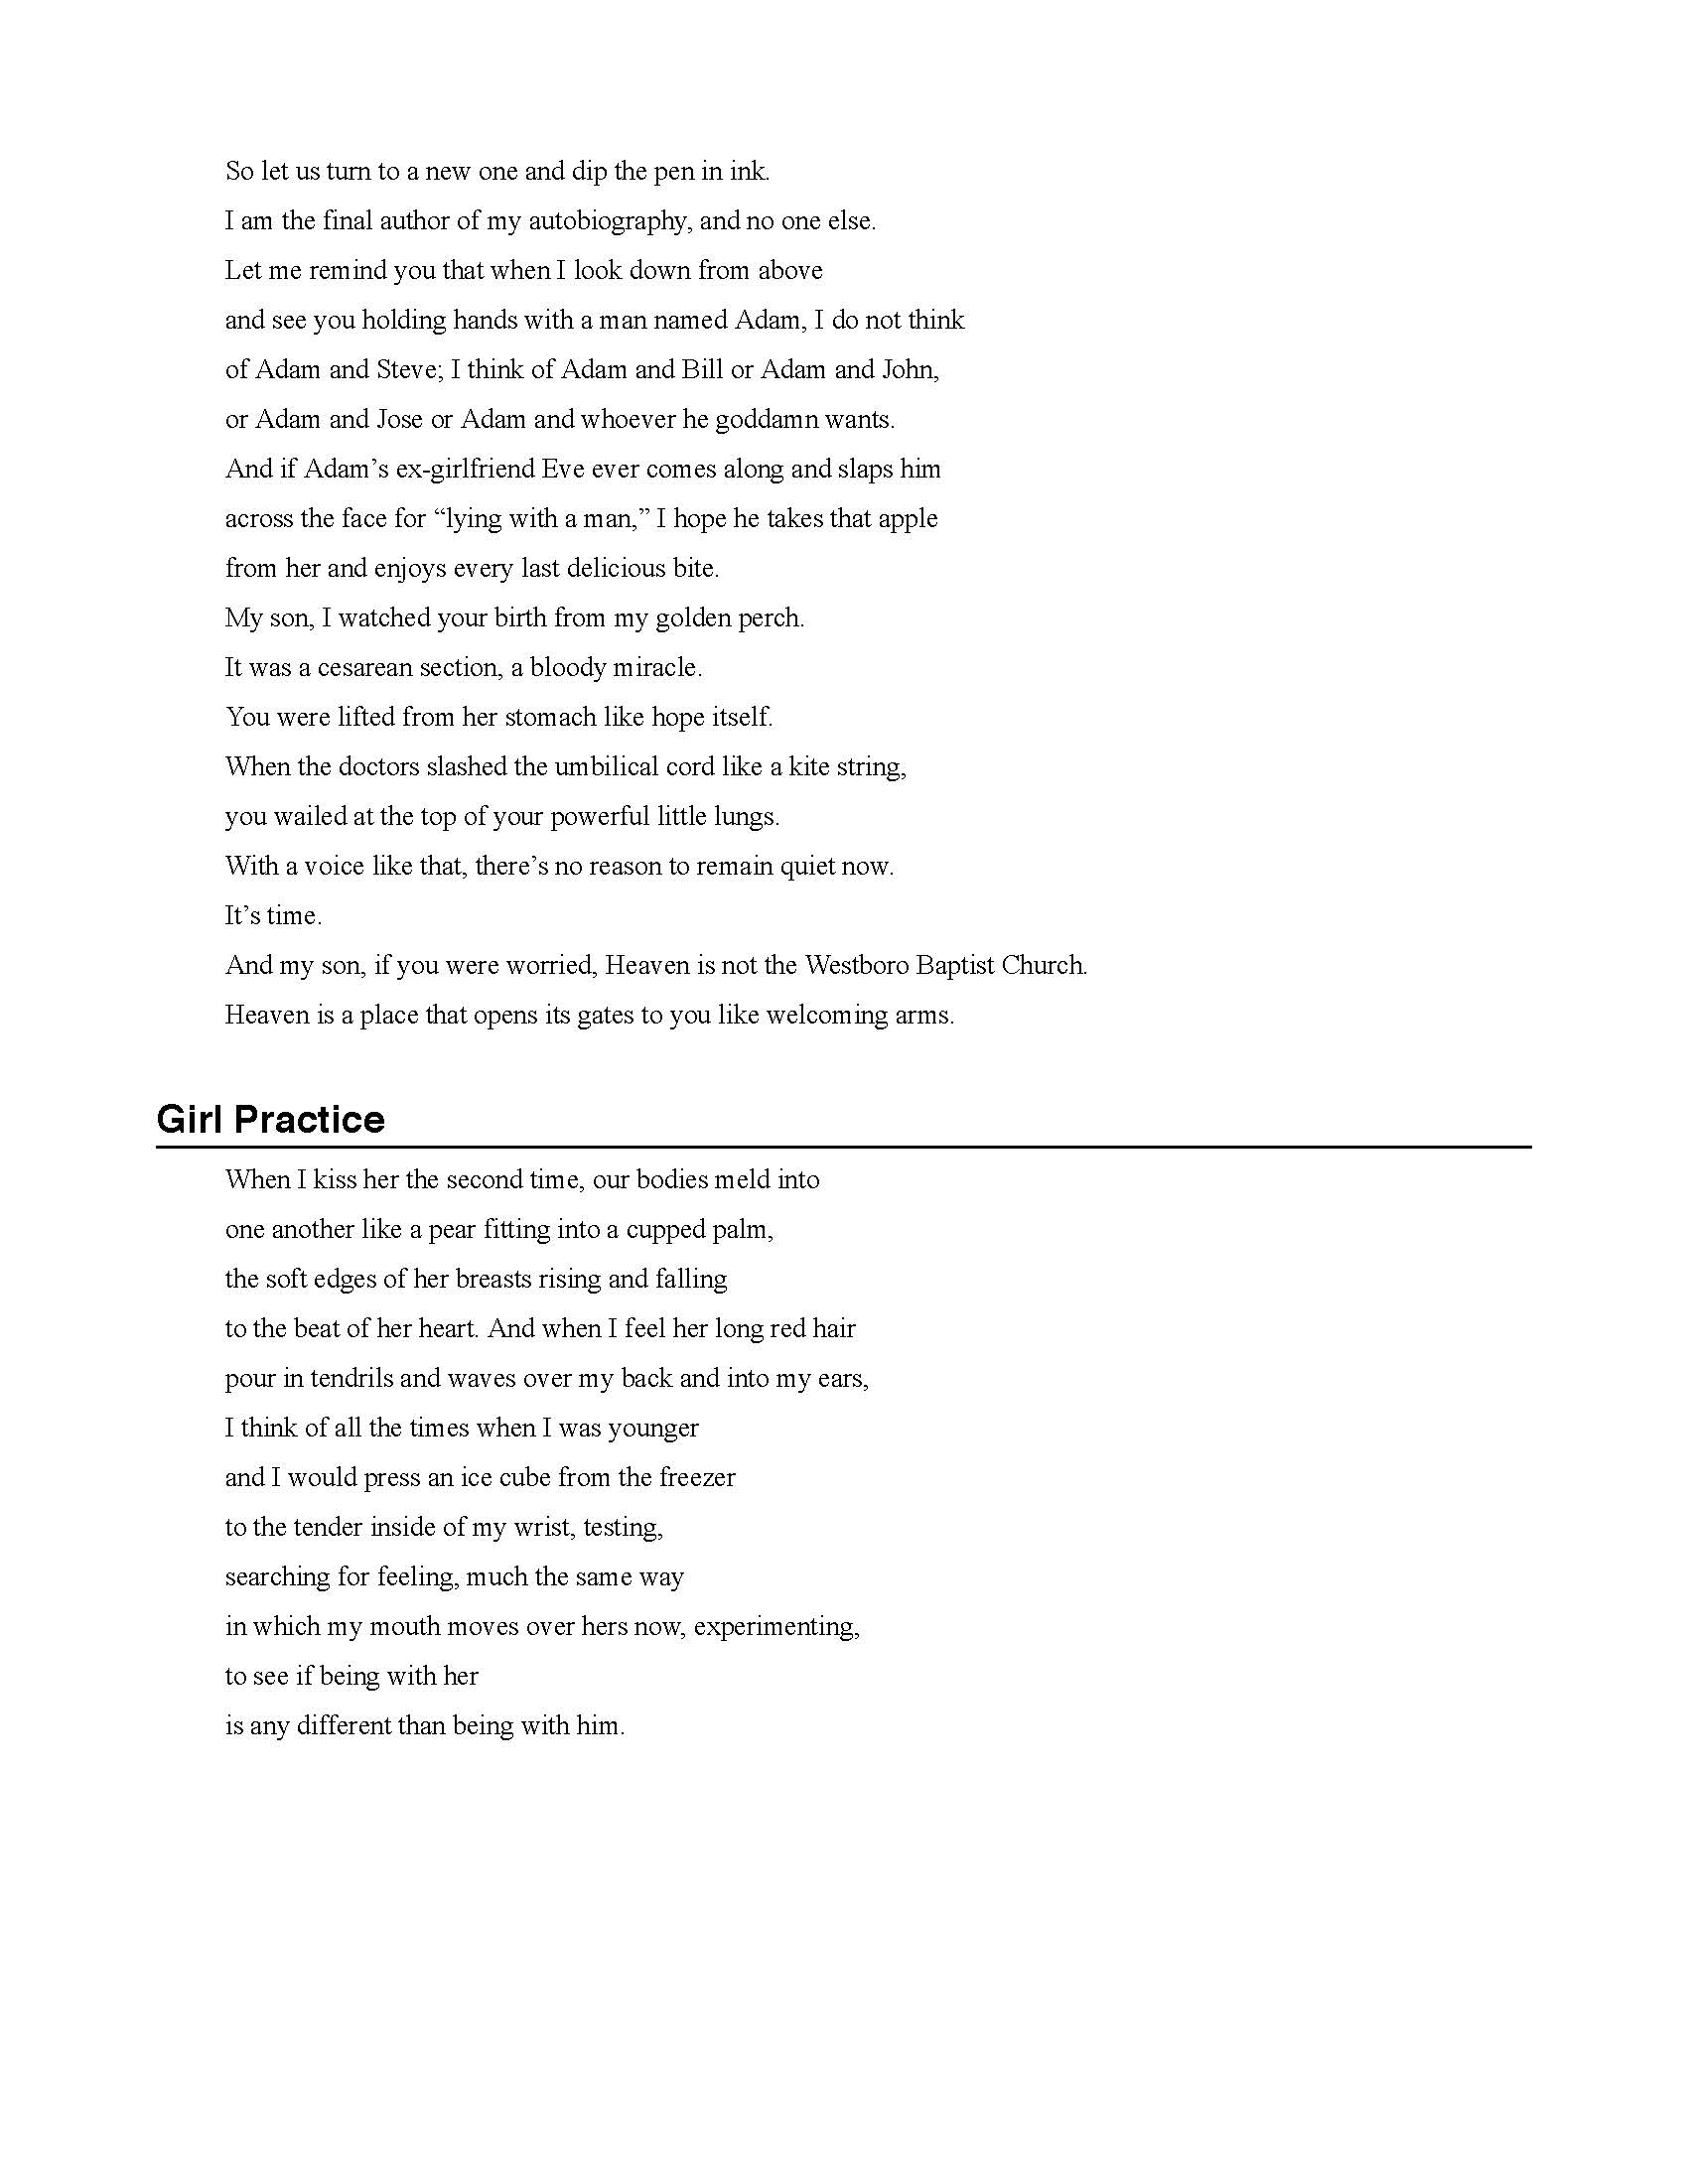 So let us turn to a new one and dip the pen in ink.
I am the final author of my autobiography, and no one else.
Let me remind you that when I look down from above
and see you holding hands with a man named Adam, I do not think
of Adam and Steve; I think of Adam and Bill or Adam and John,
or Adam and Jose or Adam and whoever he goddamn wants.
And if Adam’s ex-girlfriend Eve ever comes along and slaps him
across the face for “lying with a man,” I hope he takes that apple
from her and enjoys every last delicious bite.
My son, I watched your birth from my golden perch.
It was a cesarean section, a bloody miracle.
You were lifted from her stomach like hope itself.
When the doctors slashed the umbilical cord like a kite string,
you wailed at the top of your powerful little lungs.
With a voice like that, there’s no reason to remain quiet now.
It’s time.
And my son, if you were worried, Heaven is not the Westboro Baptist Church.
Heaven is a place that opens its gates to you like welcoming arms.
Girl Practice
When I kiss her the second time, our bodies meld into
one another like a pear fitting into a cupped palm,
the soft edges of her breasts rising and falling
to the beat of her heart. And when I feel her long red hair
pour in tendrils and waves over my back and into my ears,
I think of all the times when I was younger
and I would press an ice cube from the freezer
to the tender inside of my wrist, testing,
searching for feeling, much the same way
in which my mouth moves over hers now, experimenting,
to see if being with her
is any different than being with him.